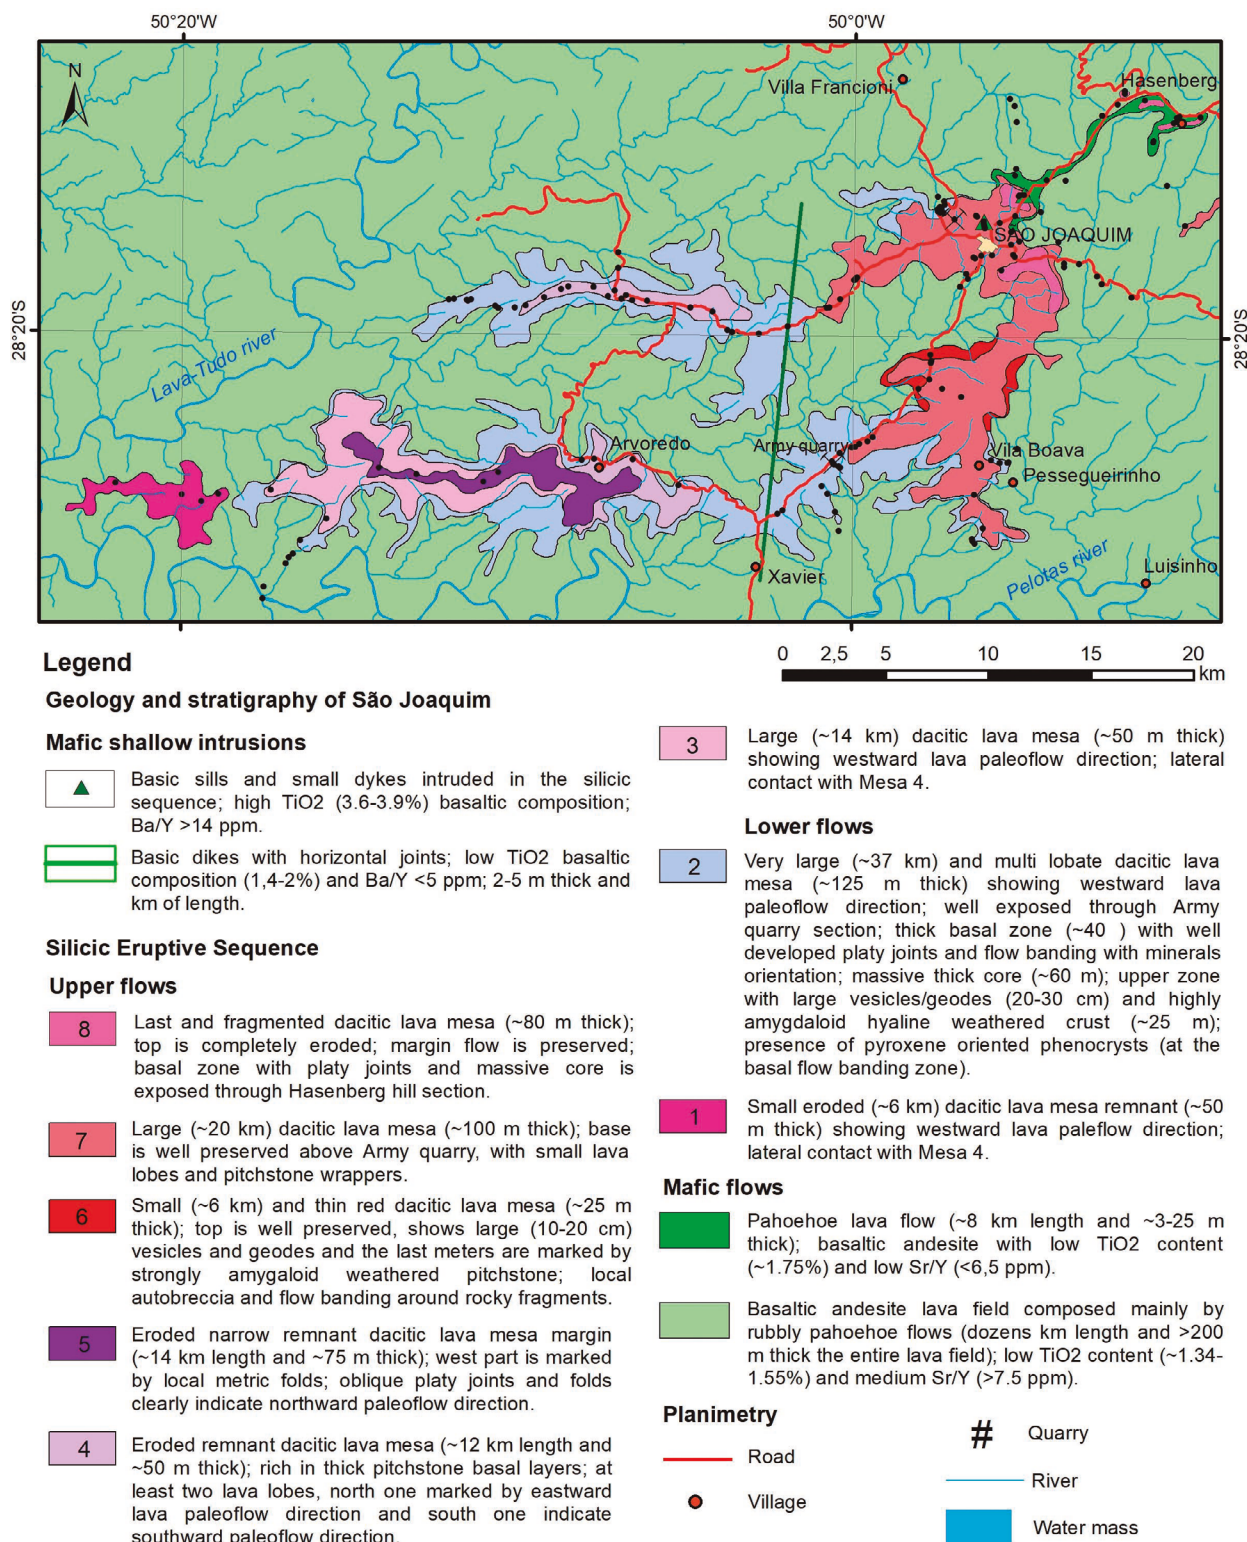 50°20'W
50°0'W
N
Villa Francioni
Hasenberg
SÃO JOAQUIM
28°20'S
28°20'S
Lava-Tudo river
Arvoredo
Army quarry
Vila Boava
Pessegueirinho
Xavier
Pelotas river
Luisinho
0 2,5 5 10 15 20
km
Legend
Geology and stratigraphy of São Joaquim
Mafic shallow intrusions
Basic sills and small dykes intruded in the silicic
sequence; high TiO2 (3.6-3.9%) basaltic composition;
Ba/Y >14 ppm.
Basic dikes with horizontal joints; low TiO2 basaltic
composition (1,4-2%) and Ba/Y <5 ppm; 2-5 m thick and
km of length.
Silicic Eruptive Sequence
Upper flows
8
Last and fragmented dacitic lava mesa (~80 m thick);
top is completely eroded; margin flow is preserved;
basal zone with platy joints and massive core is
exposed through Hasenberg hill section.
7
Large (~20 km) dacitic lava mesa (~100 m thick); base
is well preserved above Army quarry, with small lava
lobes and pitchstone wrappers.
6
Small (~6 km) and thin red dacitic lava mesa (~25 m
thick); top is well preserved, shows large (10-20 cm)
vesicles and geodes and the last meters are marked by
strongly amygaloid weathered pitchstone; local
autobreccia and flow banding around rocky fragments.
5
Eroded narrow remnant dacitic lava mesa margin
(~14 km length and ~75 m thick); west part is marked
by local metric folds; oblique platy joints and folds
clearly indicate northward paleoflow direction.
4
Eroded remnant dacitic lava mesa (~12 km length and
~50 m thick); rich in thick pitchstone basal layers; at
least two lava lobes, north one marked by eastward
lava paleoflow direction and south one indicate
southward paleoflow direction.
3
Large (~14 km) dacitic lava mesa (~50 m thick)
showing westward lava paleoflow direction; lateral
contact with Mesa 4.
Lower flows
2
Very large (~37 km) and multi lobate dacitic lava
mesa (~125 m thick) showing westward lava
paleoflow direction; well exposed through Army
quarry section; thick basal zone (~40 ) with well
developed platy joints and flow banding with minerals
orientation; massive thick core (~60 m); upper zone
with large vesicles/geodes (20-30 cm) and highly
amygdaloid hyaline weathered crust (~25 m);
presence of pyroxene oriented phenocrysts (at the
basal flow banding zone).
1
Small eroded (~6 km) dacitic lava mesa remnant (~50
m thick) showing westward lava paleflow direction;
lateral contact with Mesa 4.
Mafic flows
Pahoehoe lava flow (~8 km length and ~3-25 m
thick); basaltic andesite with low TiO2 content
(~1.75%) and low Sr/Y (<6,5 ppm).
Basaltic andesite lava field composed mainly by
rubbly pahoehoe flows (dozens km length and >200
m thick the entire lava field); low TiO2 content (~1.34-
1.55%) and medium Sr/Y (>7.5 ppm).
Planimetry
Road
Village
# Quarry
River
Water mass